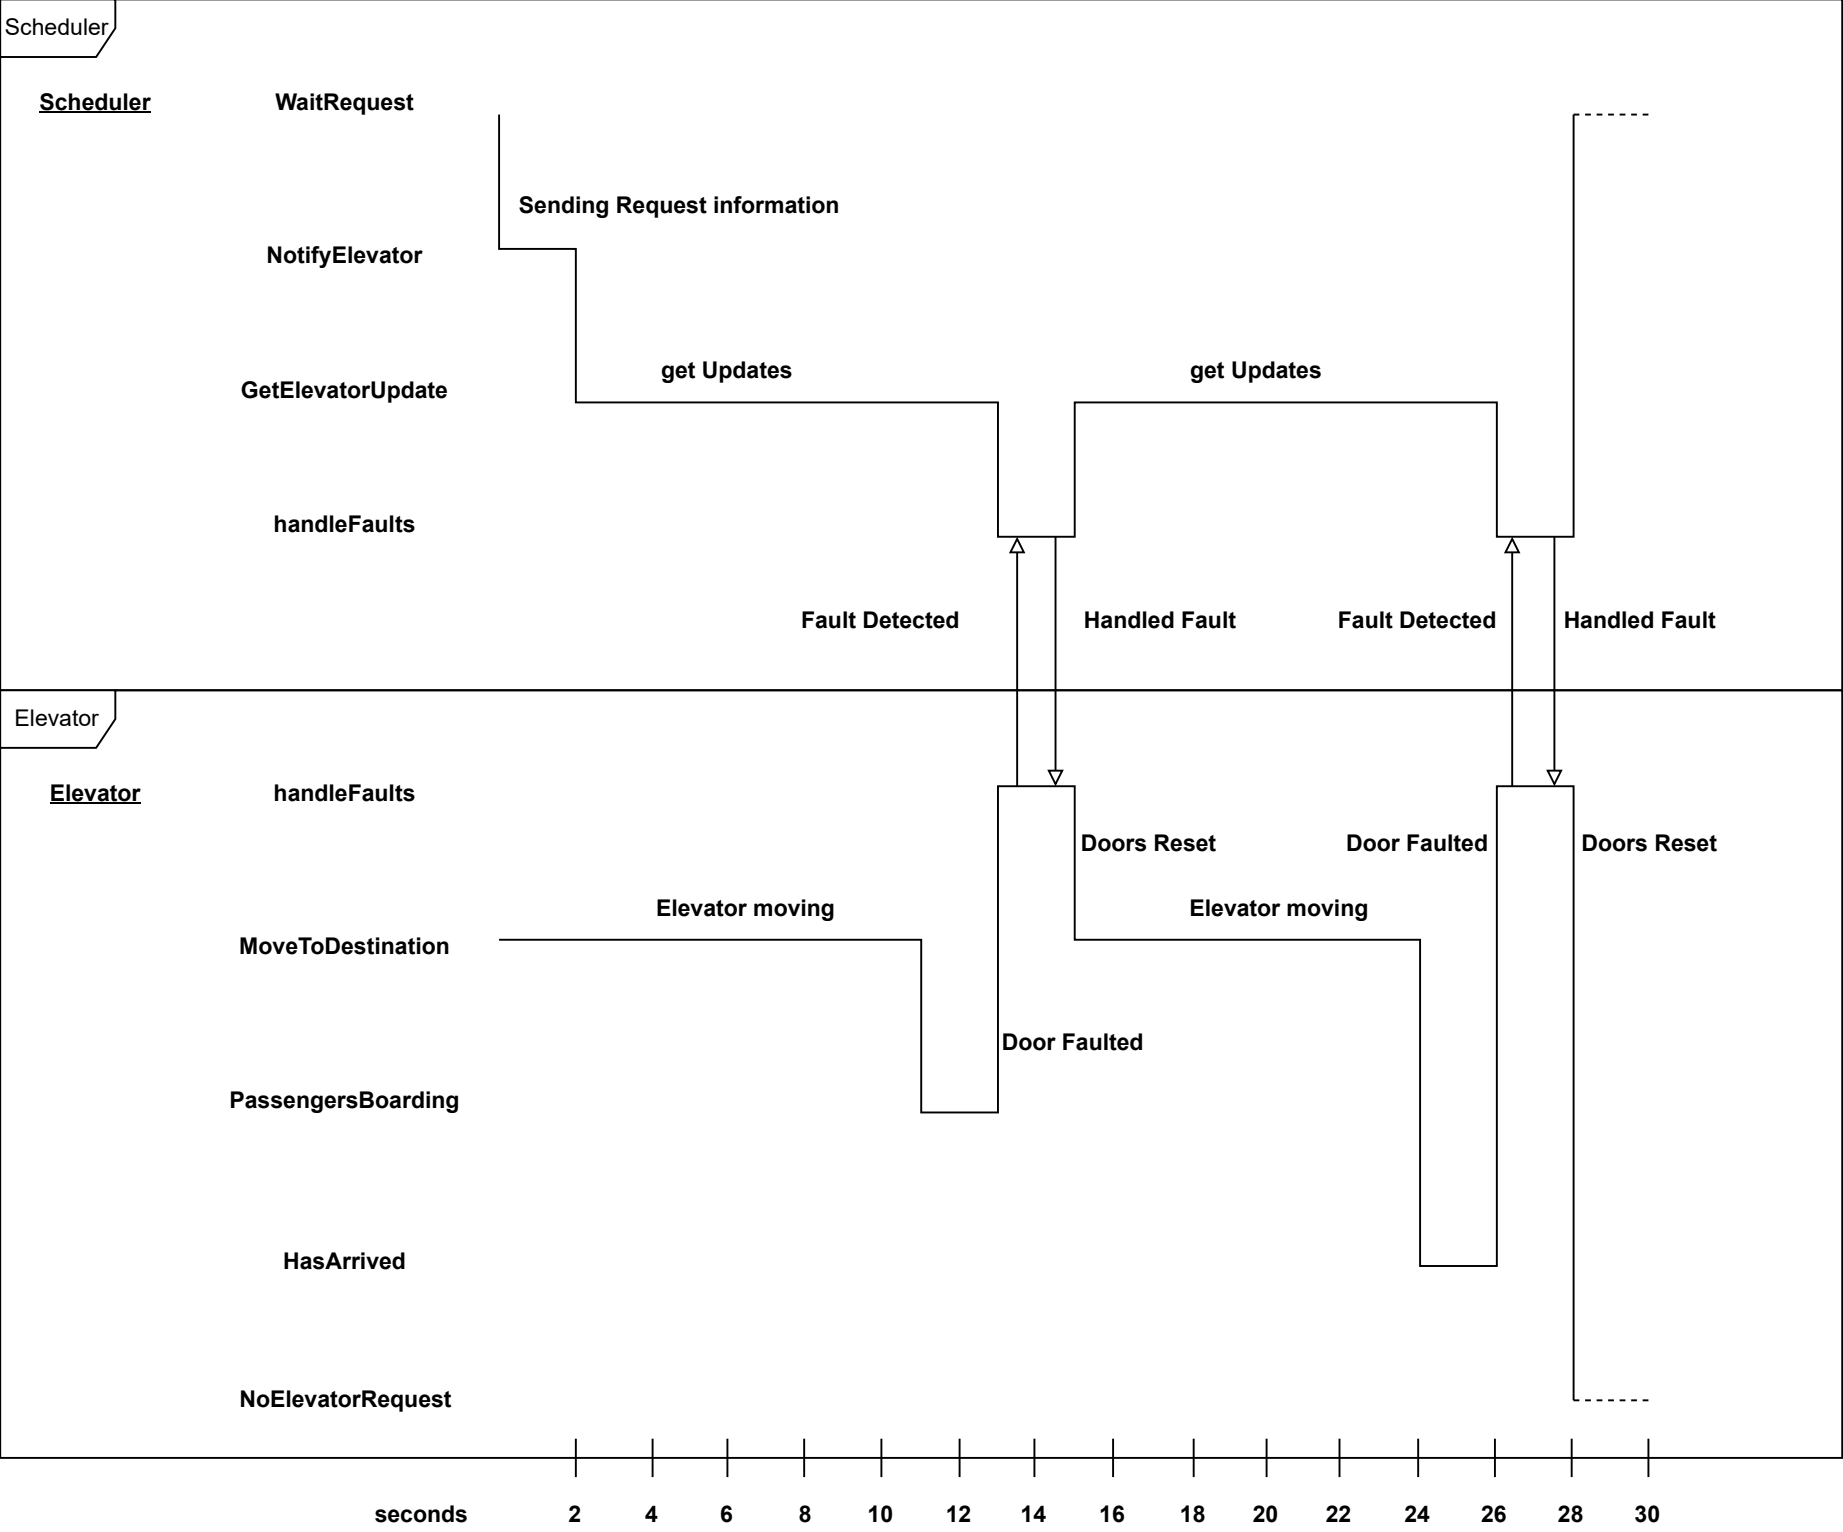 Scheduler
Scheduler
WaitRequest
Sending Request information
NotifyElevator
get Updates
get Updates
GetElevatorUpdate
handleFaults
Fault Detected
Handled Fault
Fault Detected
Handled Fault
Elevator
Elevator
handleFaults
Doors Reset
Door Faulted
Doors Reset
Elevator moving
Elevator moving
MoveToDestination
Door Faulted
PassengersBoarding
HasArrived
NoElevatorRequest
seconds 2 4 6 8 10 12 14 16 18 20 22 24 26 28 30